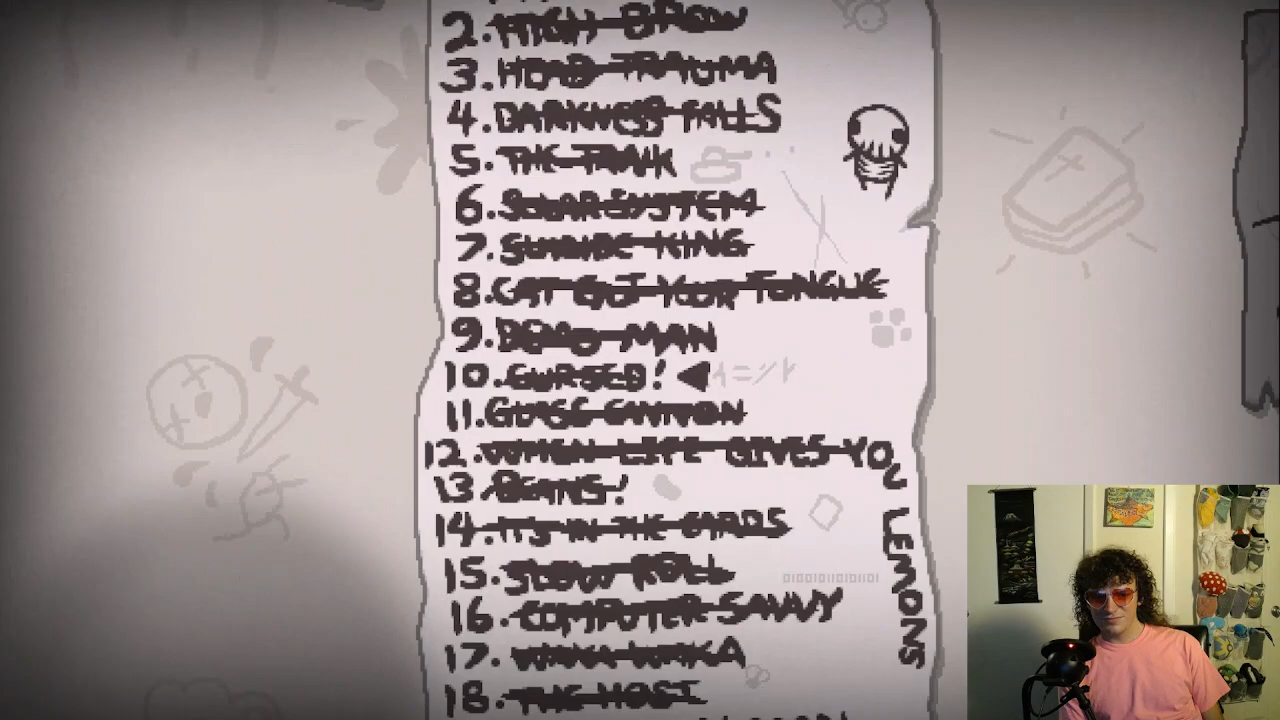 2. HIGH BROW
3. HEAD TRAUMA
4. DARKNESS FALLS
5. THE TANK
6. SOLAR SYSTEM
7. SUICIDE KING
8. CAT GOT YOUR TONGUE
9. DEMO MAN
10. CURSED!
11. GLASS CANNON
12. WHEN LIFE GIVES YOU LEMONS
13. BEANS!
14. IT'S IN THE CARDS
15. SLOW ROLL
16. COMPUTER SAVVY
17. WAKA WAKA
18. THE HOST
010010110101101